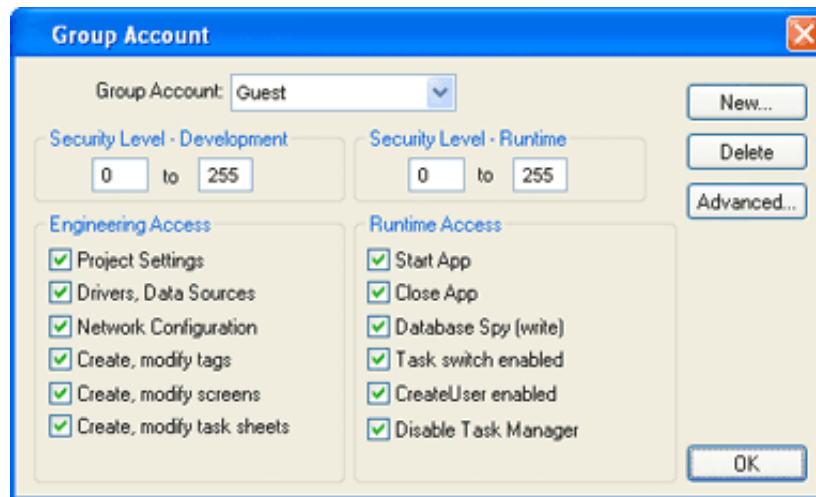 Group Account
Group Account: Guest
New...
Security Level - Development
0 to 255
Security Level - Runtime
0 to 255
Delete
Advanced...
Engineering Access
Project Settings
Drivers, Data Sources
Network Configuration
Create, modify tags
Create, modify screens
Create, modify task sheets
Runtime Access
Start App
Close App
Database Spy (write)
Task switch enabled
CreateUser enabled
Disable Task Manager
OK